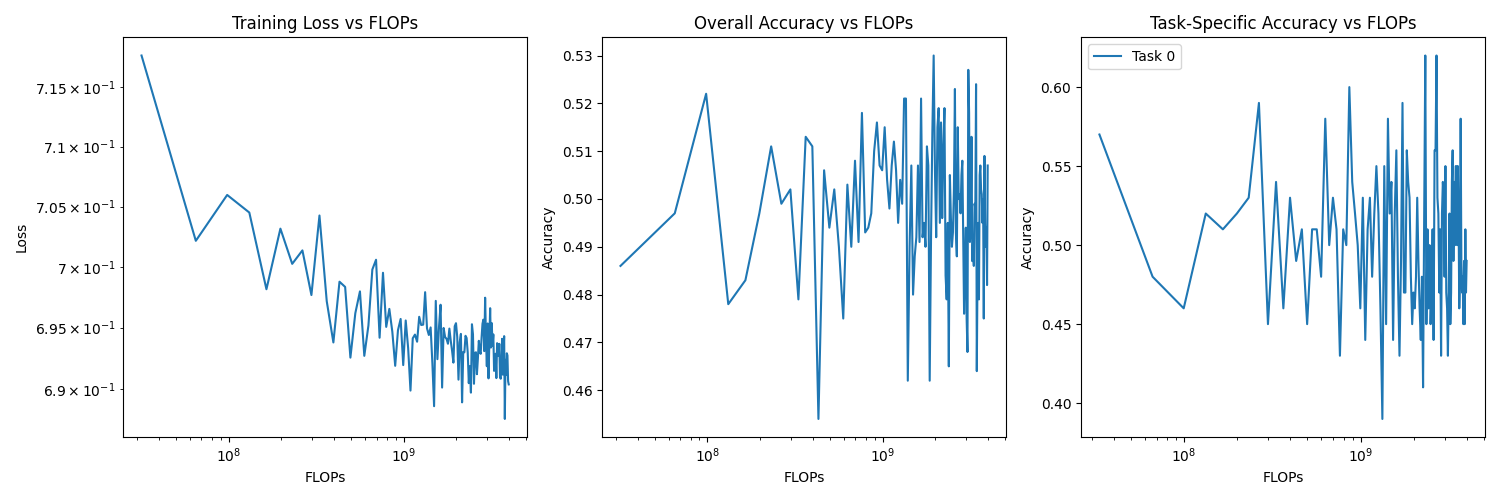 Training Loss vs FLOPs
7.15 × 10⁻¹
7.1 × 10⁻¹
7.05 × 10⁻¹
7 × 10⁻¹
6.95 × 10⁻¹
6.9 × 10⁻¹
Loss
10⁸
10⁹
FLOPs
Overall Accuracy vs FLOPs
0.53
0.52
0.51
0.50
0.49
0.48
0.47
0.46
Accuracy
10⁸
10⁹
FLOPs
Task-Specific Accuracy vs FLOPs
Task 0
0.60
0.55
0.50
0.45
0.40
Accuracy
10⁸
10⁹
FLOPs